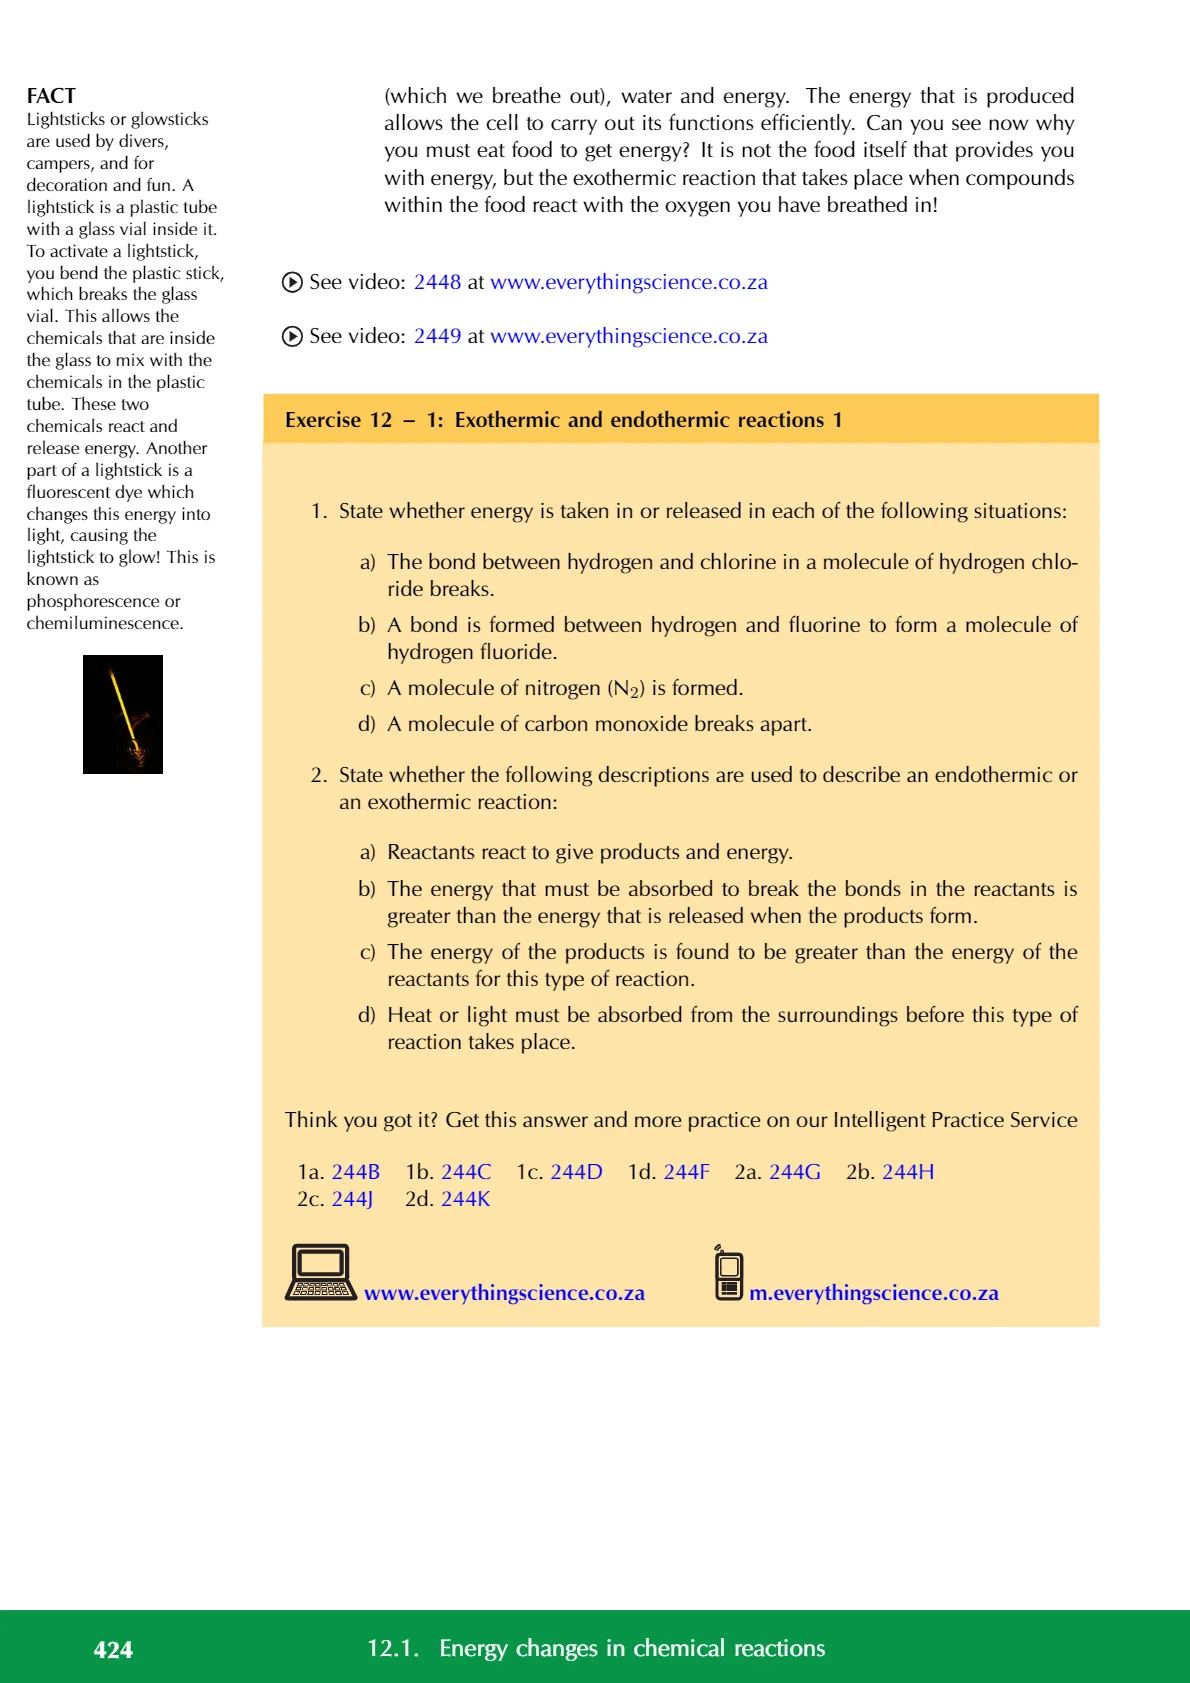 FACT
Lightsticks or glowsticks
are used by divers,
campers, and for
decoration and fun. A
lightstick is a plastic tube
with a glass vial inside it.
To activate a lightstick,
you bend the plastic stick,
which breaks the glass
vial. This allows the
chemicals that are inside
the glass to mix with the
chemicals in the plastic
tube. These two
chemicals react and
release energy. Another
part of a lightstick is a
fluorescent dye which
changes this energy into
light, causing the
lightstick to glow! This is
known as
phosphorescence or
chemiluminescence.
(which we breathe out), water and energy. The energy that is produced
allows the cell to carry out its functions efficiently. Can you see now why
you must eat food to get energy? It is not the food itself that provides you
with energy, but the exothermic reaction that takes place when compounds
within the food react with the oxygen you have breathed in!
See video: 2448 at www.everythingscience.co.za
See video: 2449 at www.everythingscience.co.za
Exercise 12 – 1: Exothermic and endothermic reactions 1
1. State whether energy is taken in or released in each of the following situations:
a) The bond between hydrogen and chlorine in a molecule of hydrogen chlo-
ride breaks.
b) A bond is formed between hydrogen and fluorine to form a molecule of
hydrogen fluoride.
c) A molecule of nitrogen (N2) is formed.
d) A molecule of carbon monoxide breaks apart.
2. State whether the following descriptions are used to describe an endothermic or
an exothermic reaction:
a) Reactants react to give products and energy.
b) The energy that must be absorbed to break the bonds in the reactants is
greater than the energy that is released when the products form.
c) The energy of the products is found to be greater than the energy of the
reactants for this type of reaction.
d) Heat or light must be absorbed from the surroundings before this type of
reaction takes place.
Think you got it? Get this answer and more practice on our Intelligent Practice Service
1a. 244B 1b. 244C 1c. 244D 1d. 244F 2a. 244G 2b. 244H
2c. 244J 2d. 244K
www.everythingscience.co.za m.everythingscience.co.za
424 12.1. Energy changes in chemical reactions